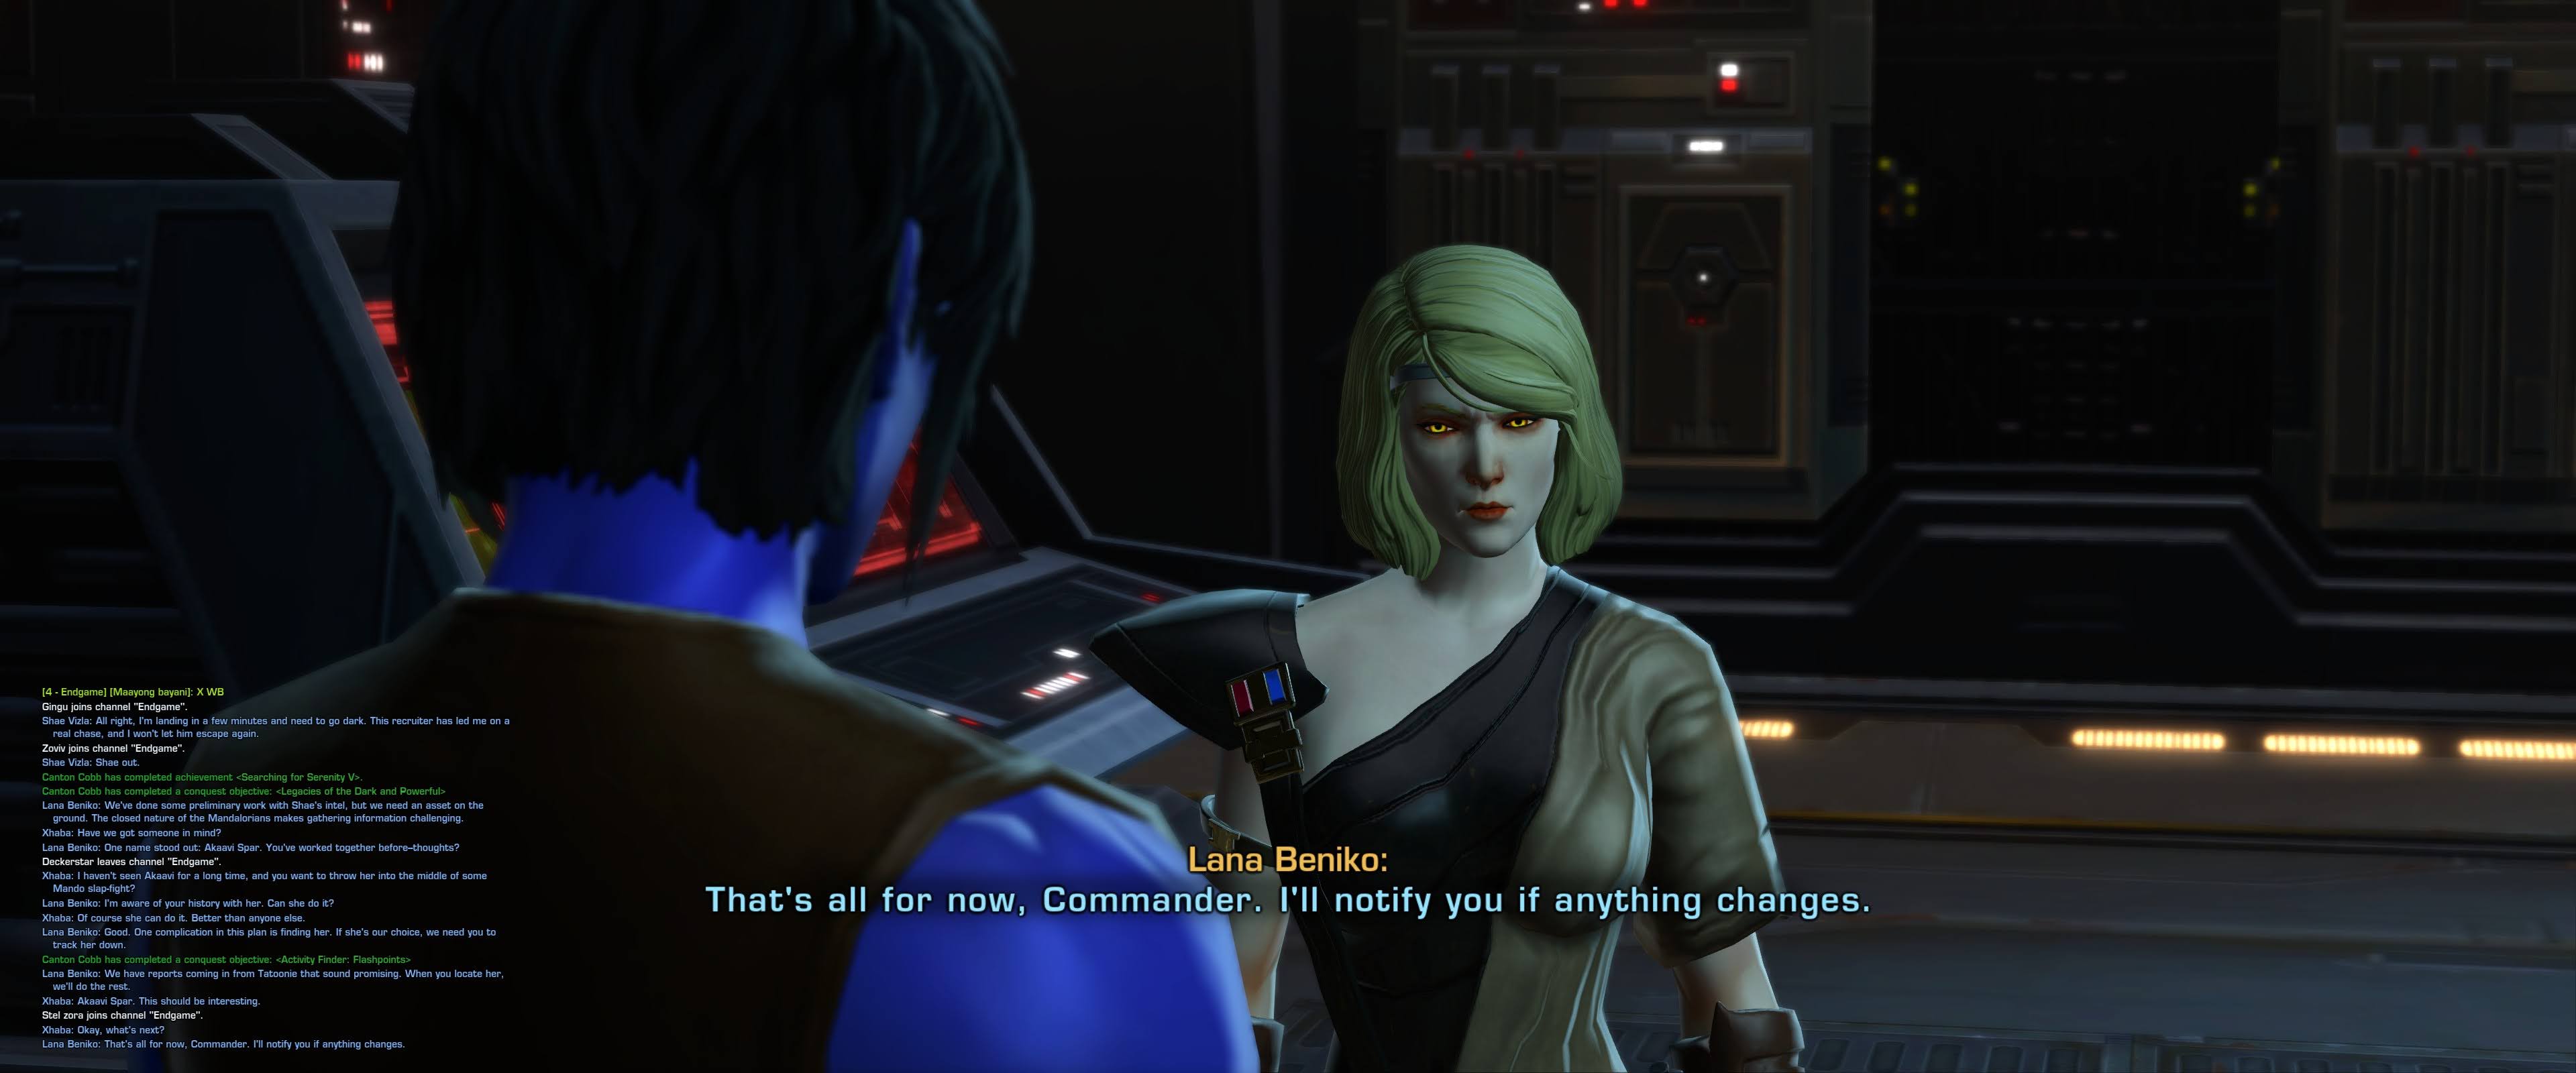 [4 - Endgame] [Maayong bayani]: X WB
Gingu joins channel "Endgame".
Shae Vizla: All right, I'm landing in a few minutes and need to go dark. This recruiter has led me on a
real chase, and I won't let him escape again.
Zoviv joins channel "Endgame".
Shae Vizla: Shae out.
Canton Cobb has completed achievement <Searching for Serenity V>.
Canton Cobb has completed a conquest objective: <Legacies of the Dark and Powerful>
Lana Beniko: We've done some preliminary work with Shae's intel, but we need an asset on the
ground. The closed nature of the Mandalorians makes gathering information challenging.
Xhaba: Have we got someone in mind?
Lana Beniko: One name stood out: Akaavi Spar. You've worked together before–thoughts?
Deckerstar leaves channel "Endgame".
Xhaba: I haven't seen Akaavi for a long time, and you want to throw her into the middle of some
Mando slap-fight?
Lana Beniko: I'm aware of your history with her. Can she do it?
Xhaba: Of course she can do it. Better than anyone else.
Lana Beniko: Good. One complication in this plan is finding her. If she's our choice, we need you to
track her down.
Canton Cobb has completed a conquest objective: <Activity Finder: Flashpoints>
Lana Beniko: We have reports coming in from Tatoonie that sound promising. When you locate her,
we'll do the rest.
Xhaba: Akaavi Spar. This should be interesting.
Stel zora joins channel "Endgame".
Xhaba: Okay, what's next?
Lana Beniko: That's all for now, Commander. I'll notify you if anything changes.
Lana Beniko:
That's all for now, Commander. I'll notify you if anything changes.